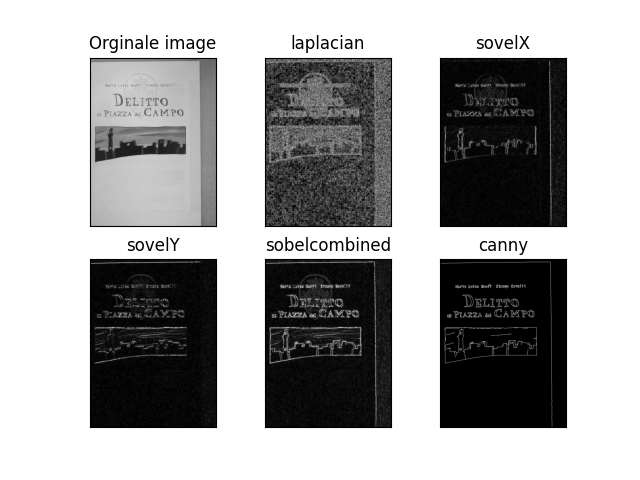 Orginale image
laplacian
sovelX
DELITTO
IN PIAZZA del CAMPO
DELITTO
IN PIAZZA del CAMPO
DELITTO
IN PIAZZA del CAMPO
sovelY
sobelcombined
canny
DELITTO
IN PIAZZA del CAMPO
DELITTO
IN PIAZZA del CAMPO
DELITTO
IN PIAZZA del CAMPO